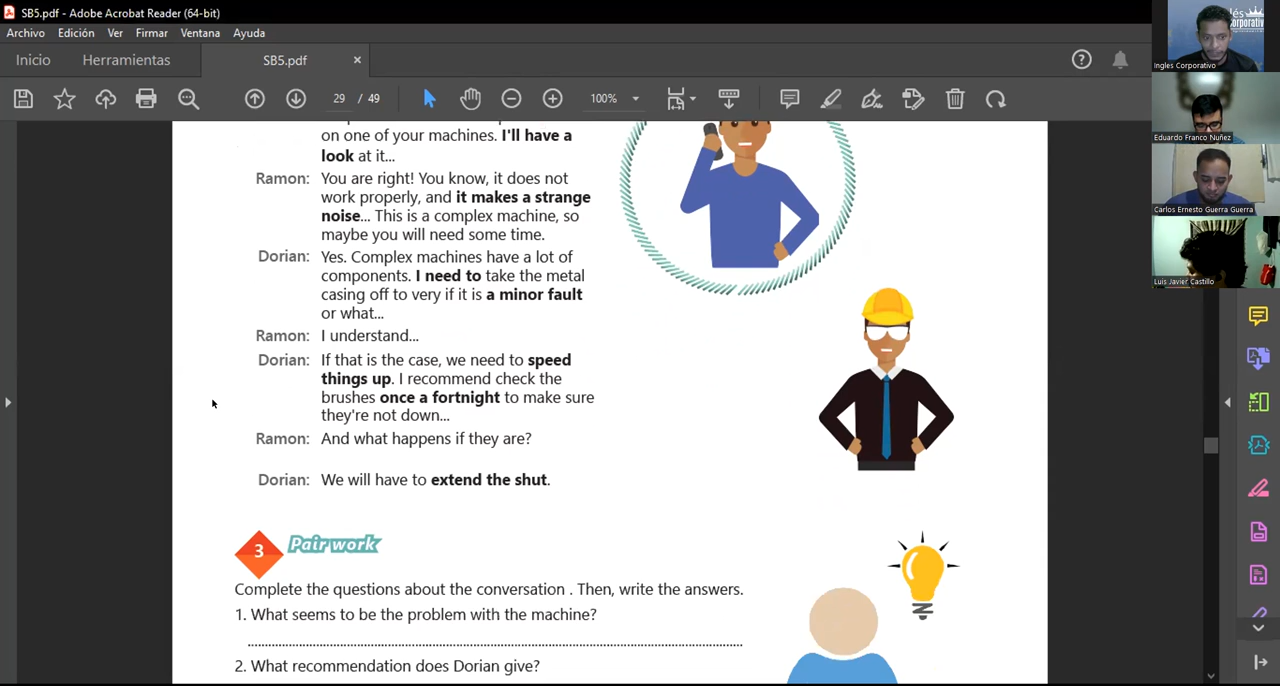 SB5.pdf - Adobe Acrobat Reader (64-bit)
Archivo Edición Ver Firmar Ventana Ayuda
Inicio Herramientas SB5.pdf ×
29 / 49 100%
on one of your machines. I'll have a
look at it...
Ramon: You are right! You know, it does not
work properly, and it makes a strange
noise... This is a complex machine, so
maybe you will need some time.
Dorian: Yes. Complex machines have a lot of
components. I need to take the metal
casing off to very if it is a minor fault
or what...
Ramon: I understand...
Dorian: If that is the case, we need to speed
things up. I recommend check the
brushes once a fortnight to make sure
they're not down...
Ramon: And what happens if they are?
Dorian: We will have to extend the shut.
3 Pair work
Complete the questions about the conversation . Then, write the answers.
1. What seems to be the problem with the machine?
2. What recommendation does Dorian give?
Ingles Corporativo
Eduardo Franco Nuñez
Carlos Ernesto Guerra Guerra
Luis Javier Castillo